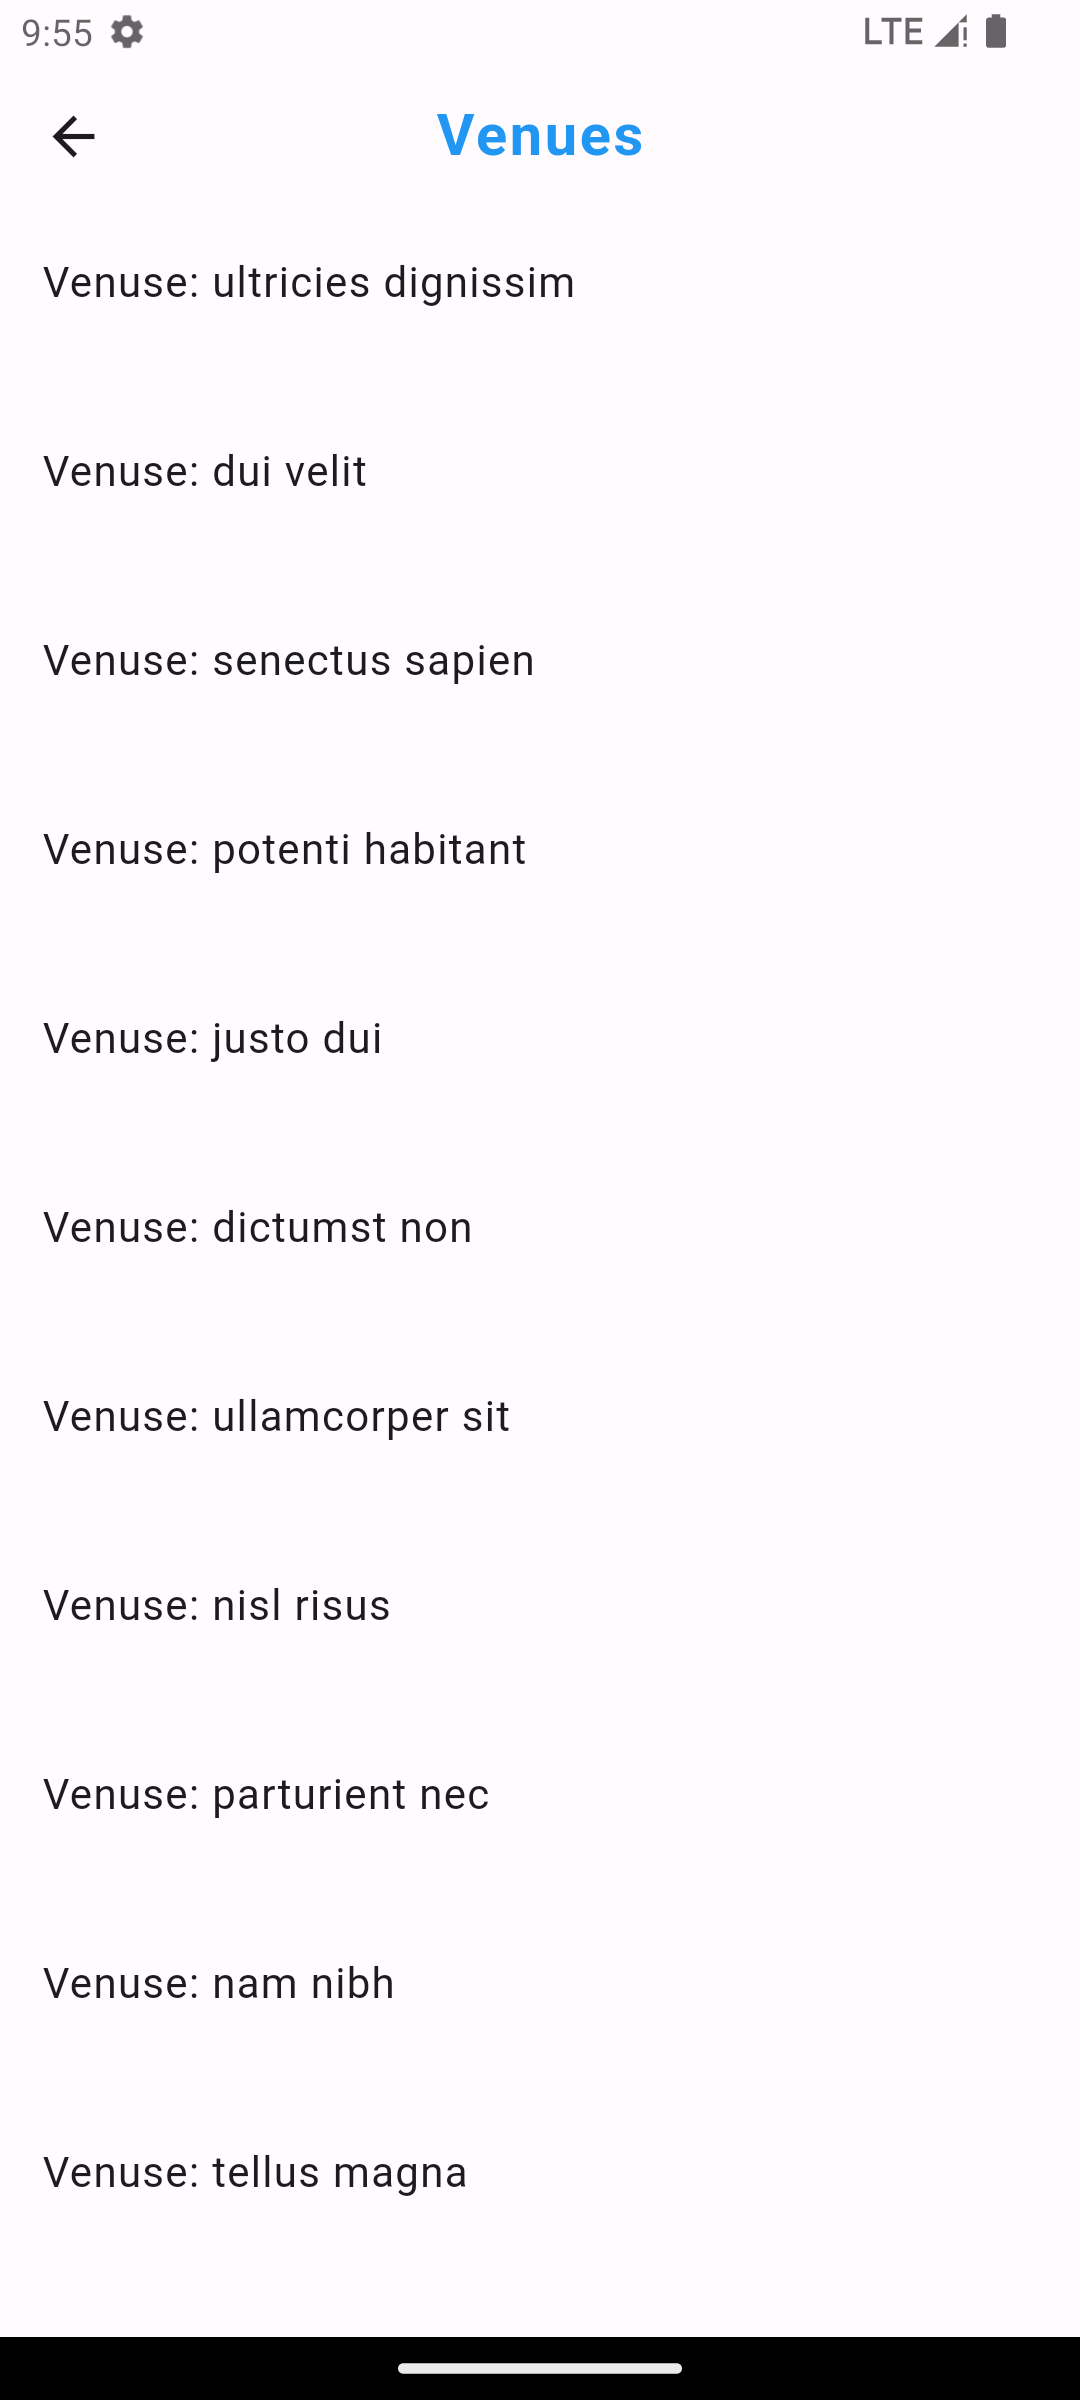 9:55
LTE
Venues
Venuse: ultricies dignissim
Venuse: dui velit
Venuse: senectus sapien
Venuse: potenti habitant
Venuse: justo dui
Venuse: dictumst non
Venuse: ullamcorper sit
Venuse: nisl risus
Venuse: parturient nec
Venuse: nam nibh
Venuse: tellus magna